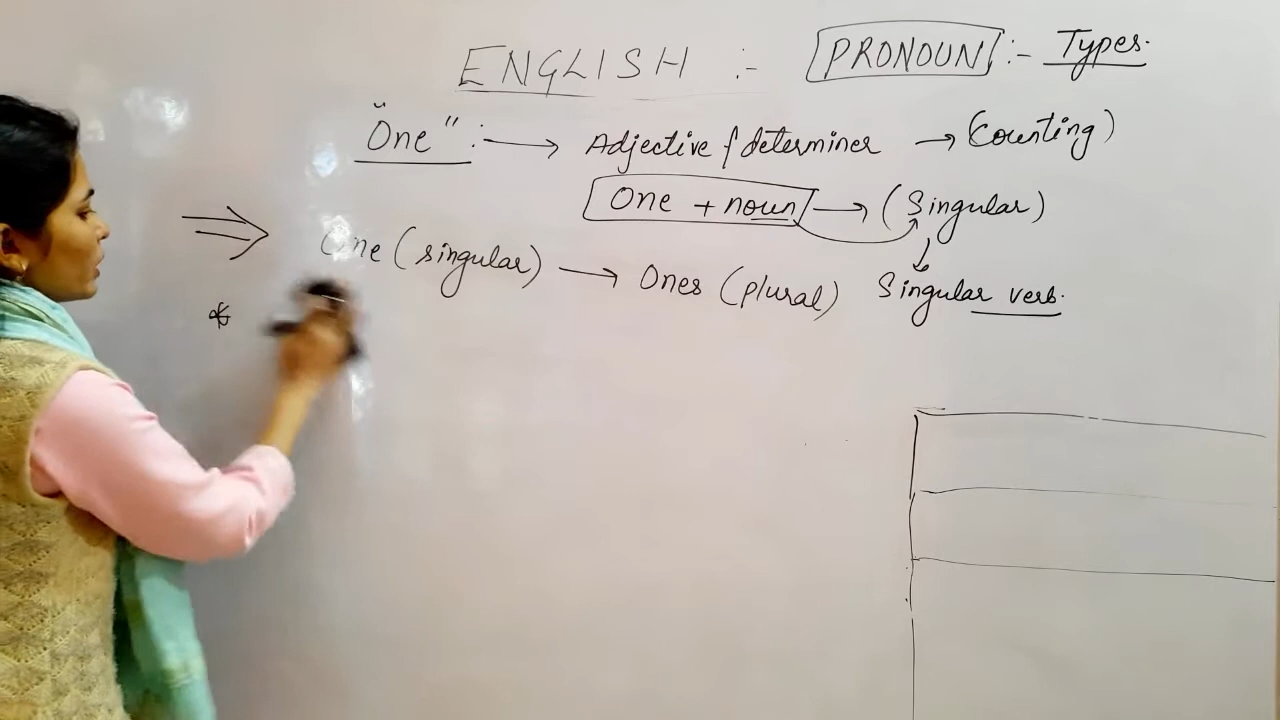 ENGLISH :- PRONOUN :- Types.
"One" : → Adjective / determiner → (Counting)
One + noun → (Singular)
One (singular) → Ones (plural) Singular verb.
*